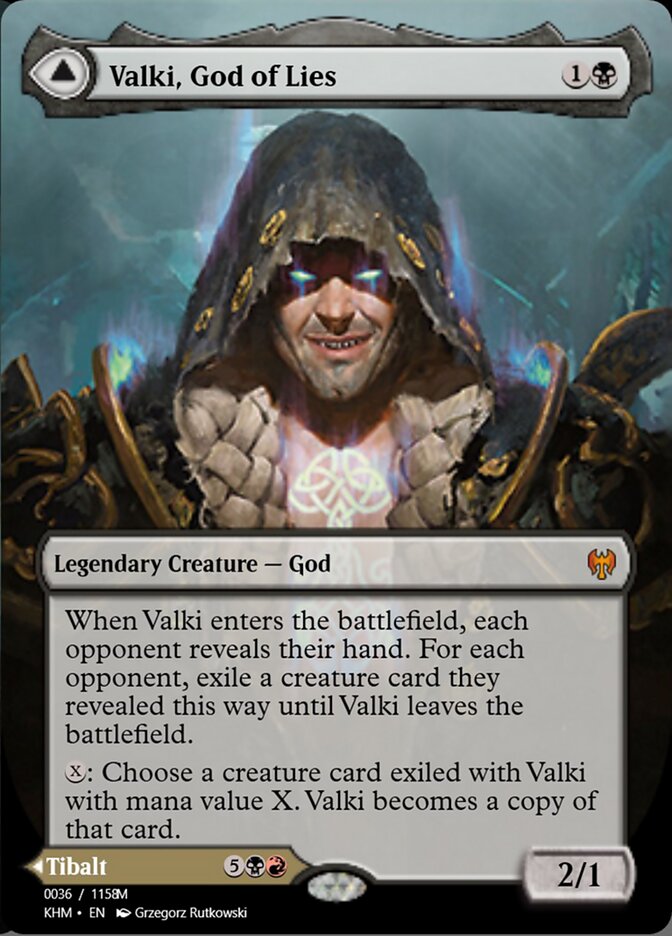 Valki, God of Lies 1
Legendary Creature — God
When Valki enters the battlefield, each
opponent reveals their hand. For each
opponent, exile a creature card they
revealed this way until Valki leaves the
battlefield.
X: Choose a creature card exiled with Valki
with mana value X. Valki becomes a copy of
that card.
Tibalt 5
2/1
0036 / 1158M
KHM • EN Grzegorz Rutkowski